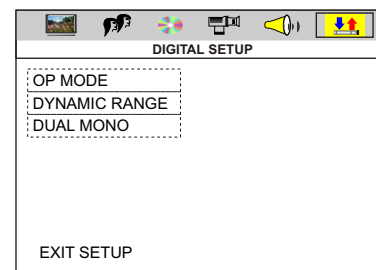 DIGITAL SETUP
OP MODE
DYNAMIC RANGE
DUAL MONO
EXIT SETUP